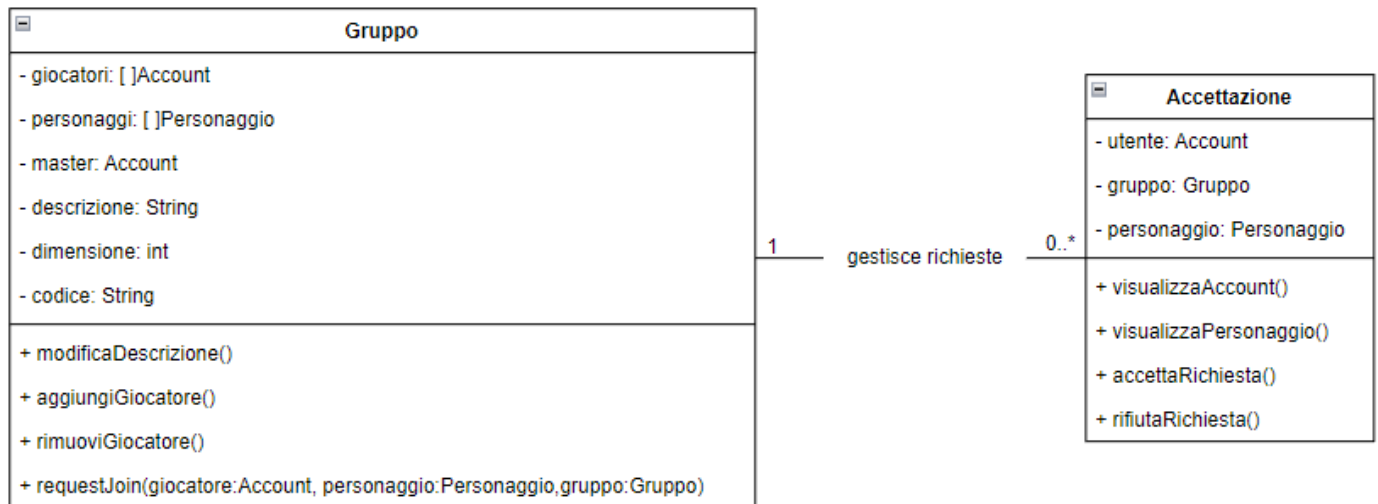 Gruppo
- giocatori: [ ]Account
- personaggi: [ ]Personaggio
- master: Account
- descrizione: String
- dimensione: int
- codice: String
+ modificaDescrizione()
+ aggiungiGiocatore()
+ rimuoviGiocatore()
+ requestJoin(giocatore:Account, personaggio:Personaggio,gruppo:Gruppo)
1
gestisce richieste
0..*
Accettazione
- utente: Account
- gruppo: Gruppo
- personaggio: Personaggio
+ visualizzaAccount()
+ visualizzaPersonaggio()
+ accettaRichiesta()
+ rifiutaRichiesta()